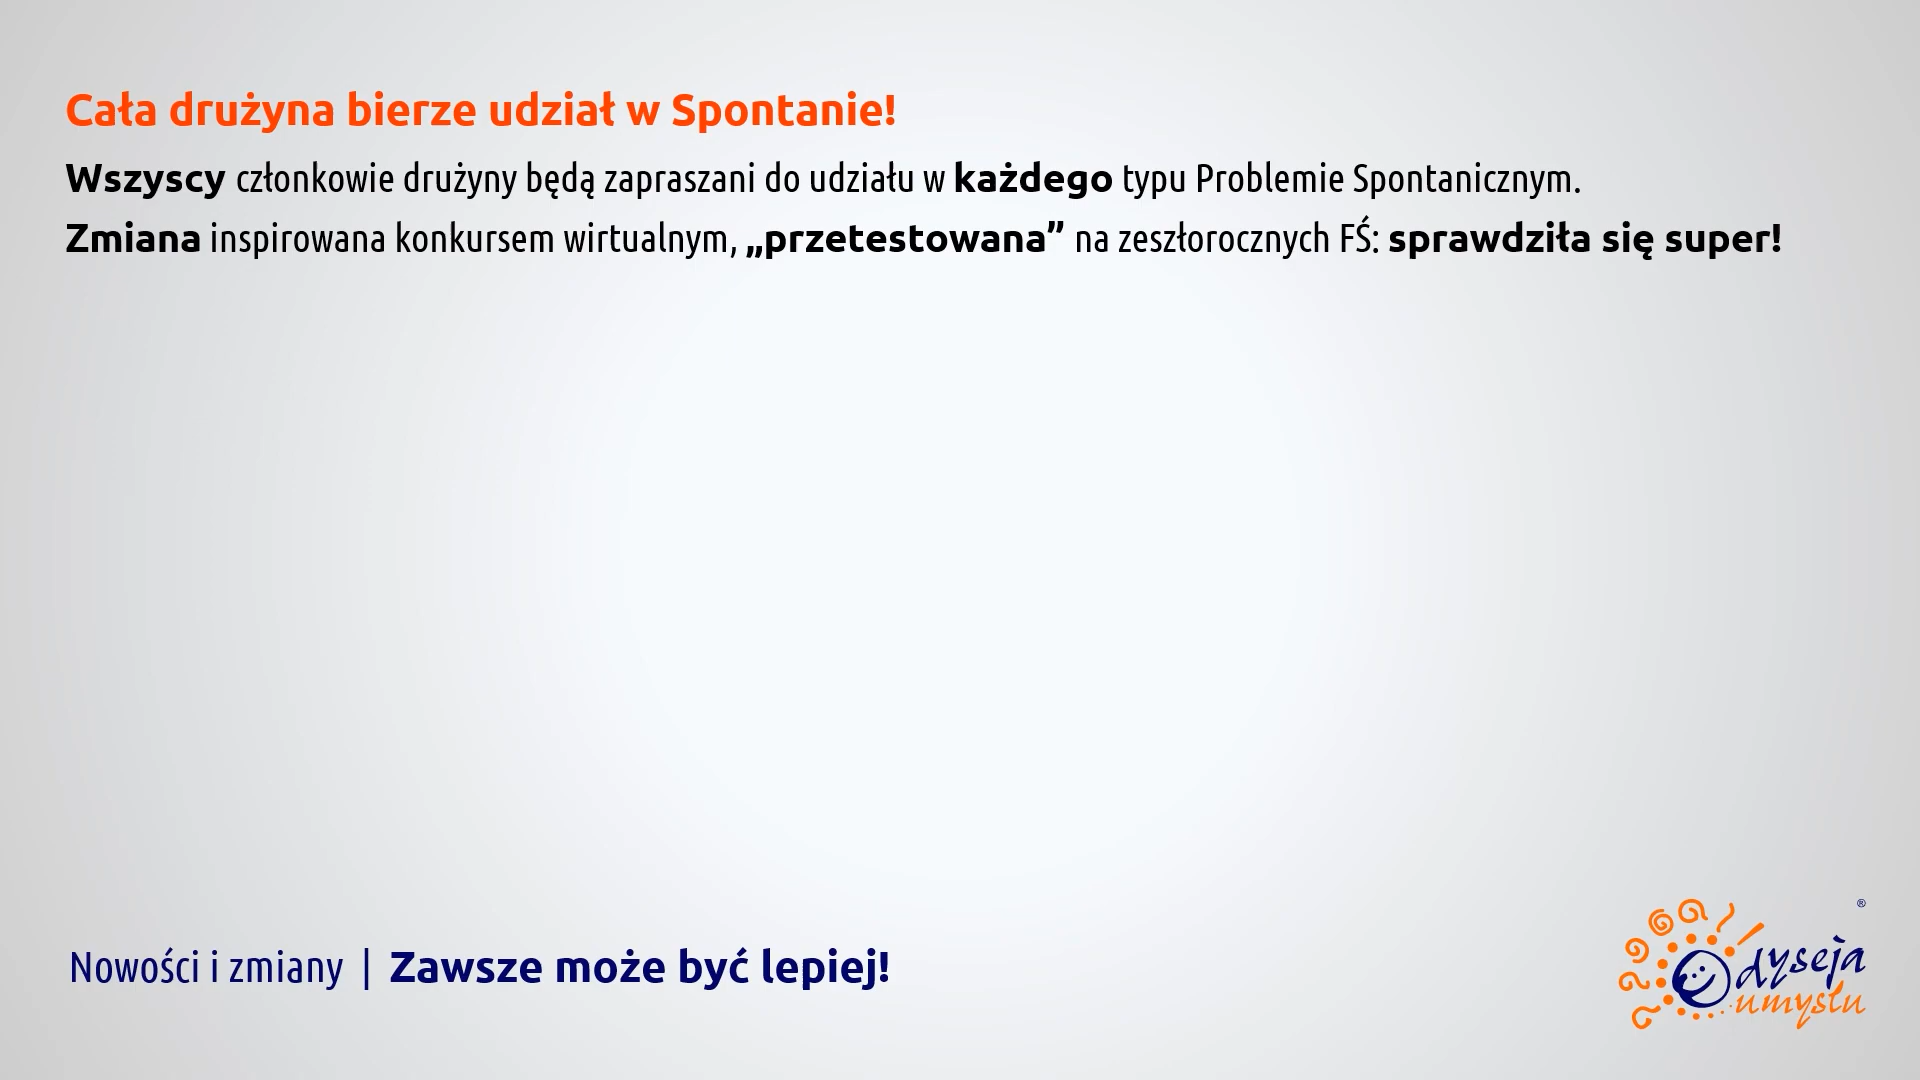 Cała drużyna bierze udział w Spontanie!
Wszyscy członkowie drużyny będą zapraszani do udziału w każdego typu Problemie Spontanicznym.
Zmiana inspirowana konkursem wirtualnym, „przetestowana” na zeszłorocznych FŚ: sprawdziła się super!
Nowości i zmiany | Zawsze może być lepiej!
®
Odyseja
umysłu